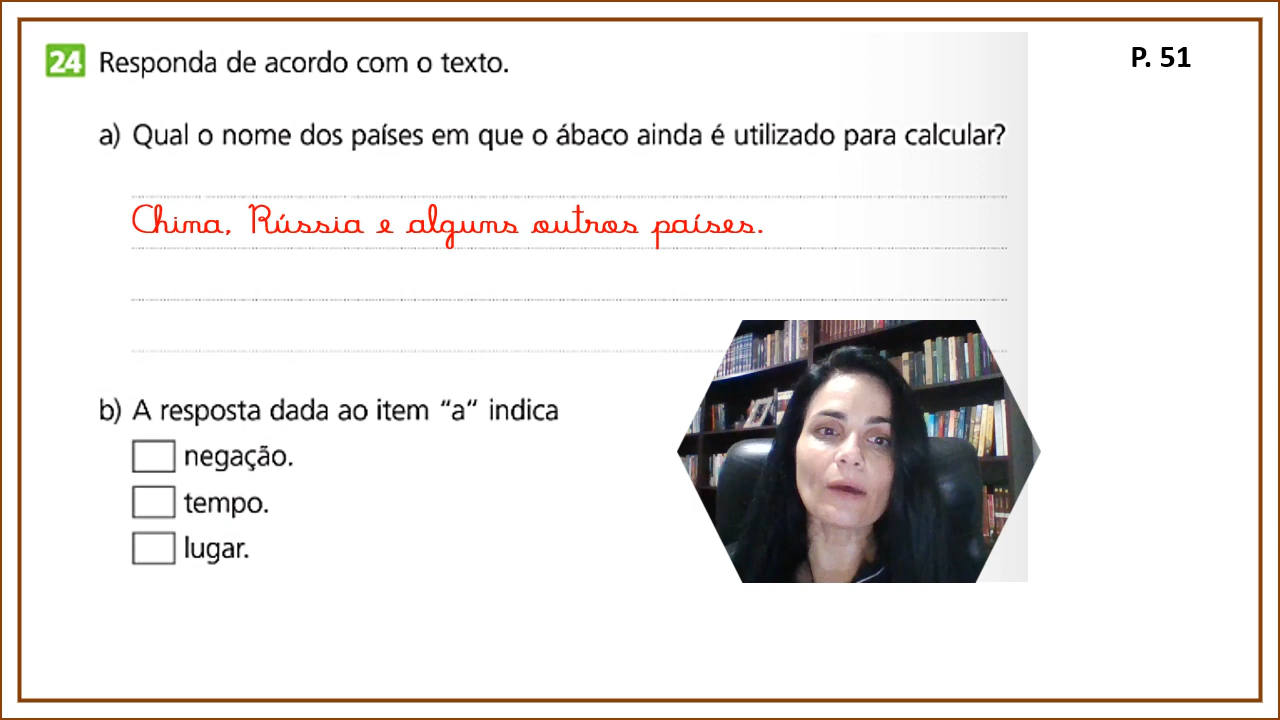 24 Responda de acordo com o texto.
P. 51
a) Qual o nome dos países em que o ábaco ainda é utilizado para calcular?
China, Rússia e alguns outros países.
b) A resposta dada ao item "a" indica
negação.
tempo.
lugar.